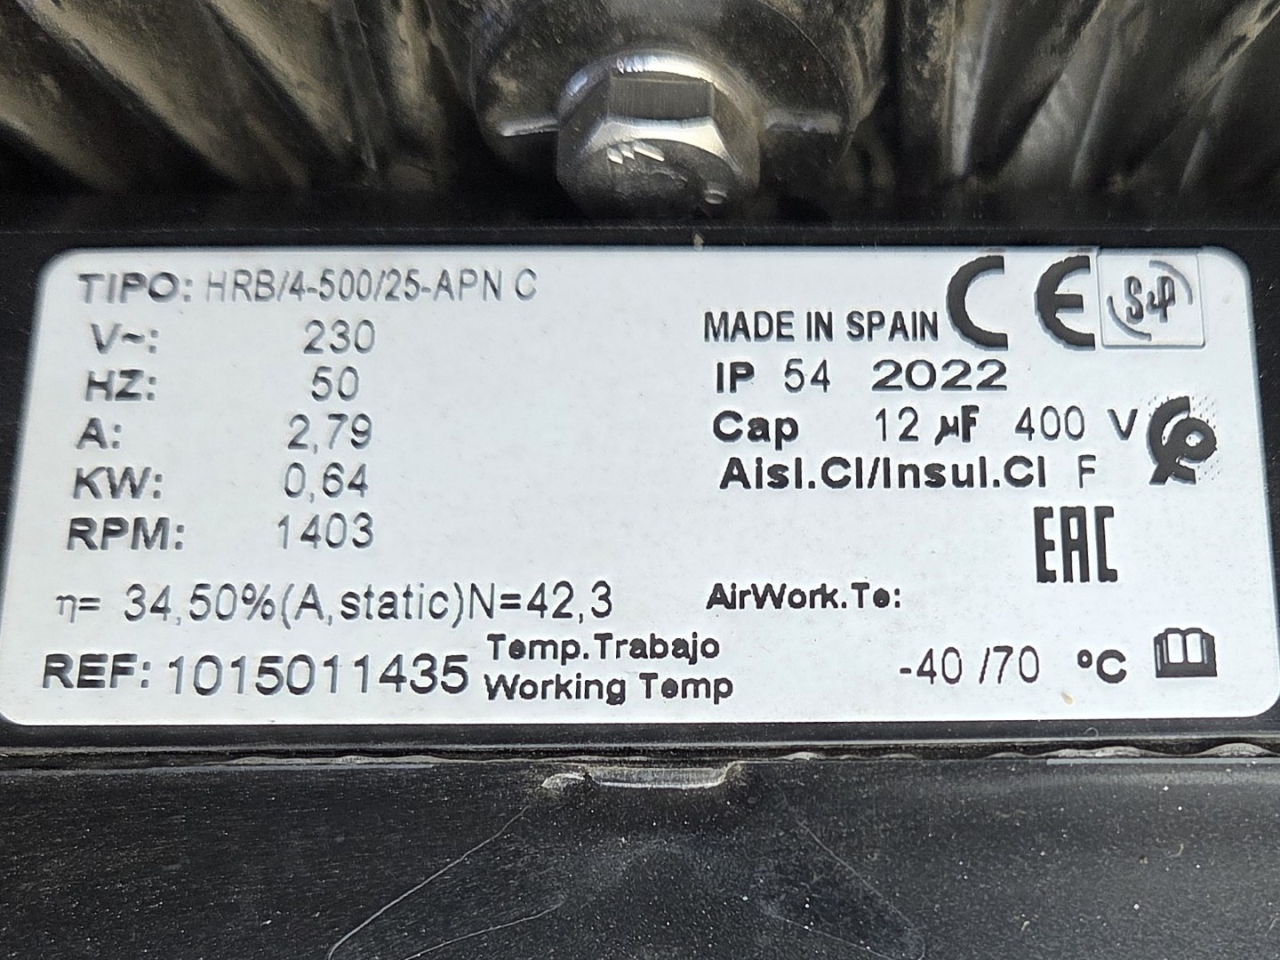 TIPO: HRB/4-500/25-APN C
V~: 230
HZ: 50
A: 2,79
KW: 0,64
RPM: 1403
η= 34,50%(A,static)N=42,3
REF: 1015011435
MADE IN SPAIN CE S&P
IP 54 2022
Cap 12 µF 400 V
Aisl.Cl/Insul.Cl F
EAC
AirWork.Te:
Temp.Trabajo
Working Temp -40 /70 °C